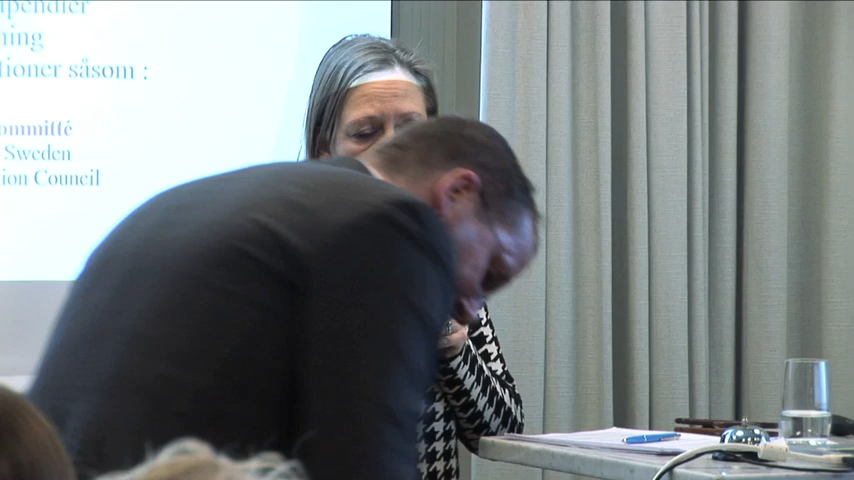 ipendier
ning
tioner såsom :
ommitté
Sweden
ion Council